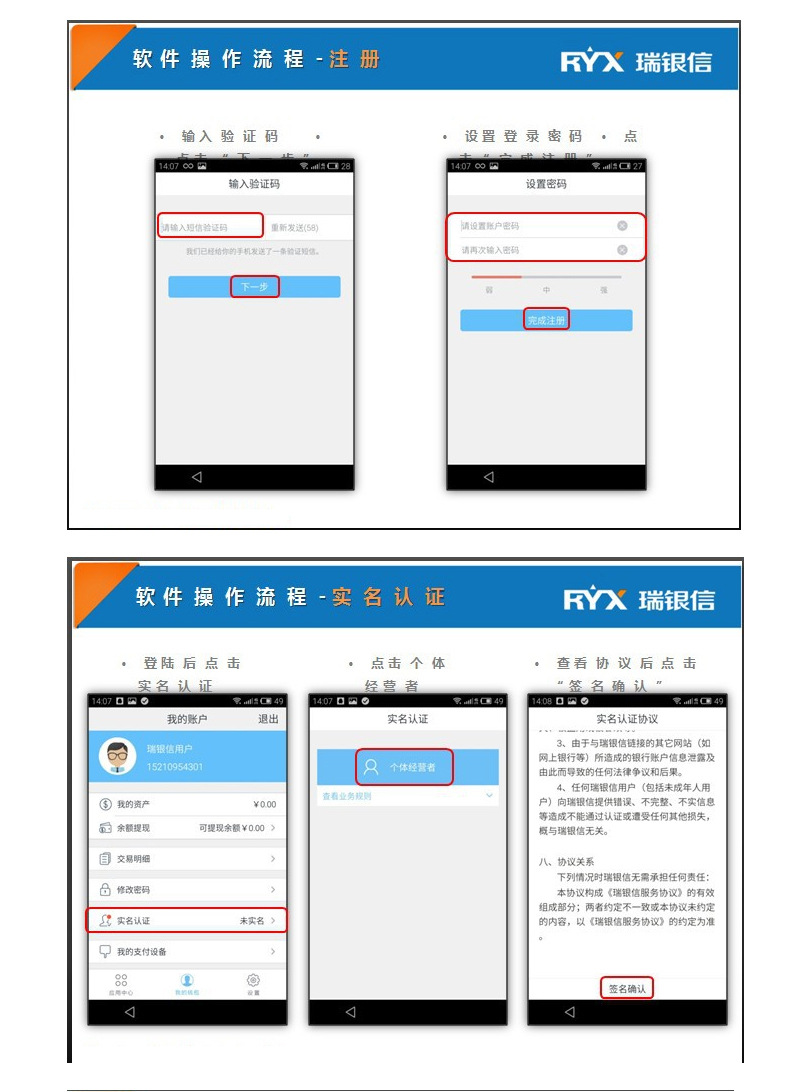 软件操作流程-注册
RYX 瑞银信
• 输入验证码 •
点击“下一步”
• 设置登录密码 • 点
击“完成注册”
14:07 28
输入验证码
请输入短信验证码 重新发送(58)
我们已经给你的手机发送了一条验证短信。
下一步
14:07 27
设置密码
请设置账户密码
请再次输入密码
弱 中 强
完成注册
软件操作流程-实名认证
RYX 瑞银信
• 登陆后点击
实名认证
• 点击个体
经营者
• 查看协议后点击
“签名确认”
14:07 49
我的账户 退出
瑞银信用户
15210954301
我的资产 ¥0.00
余额提现 可提现余额¥0.00 >
交易明细 >
修改密码 >
实名认证 未实名 >
我的支付设备 >
应用中心 我的钱包 设置
14:07 49
实名认证
个体经营者
查看业务规则
14:08 49
实名认证协议
3、由于与瑞银信链接的其它网站（如
网上银行等）所造成的银行账户信息泄露及
由此而导致的任何法律争议和后果。
4、任何瑞银信用户（包括未成年人用
户）向瑞银信提供错误、不完整、不实信息
等造成不能通过认证或遭受任何其他损失，
概与瑞银信无关。
八、协议关系
下列情况时瑞银信无需承担任何责任：
本协议构成《瑞银信服务协议》的有效
组成部分；两者约定不一致或本协议未约定
的内容，以《瑞银信服务协议》的约定为准
。
签名确认